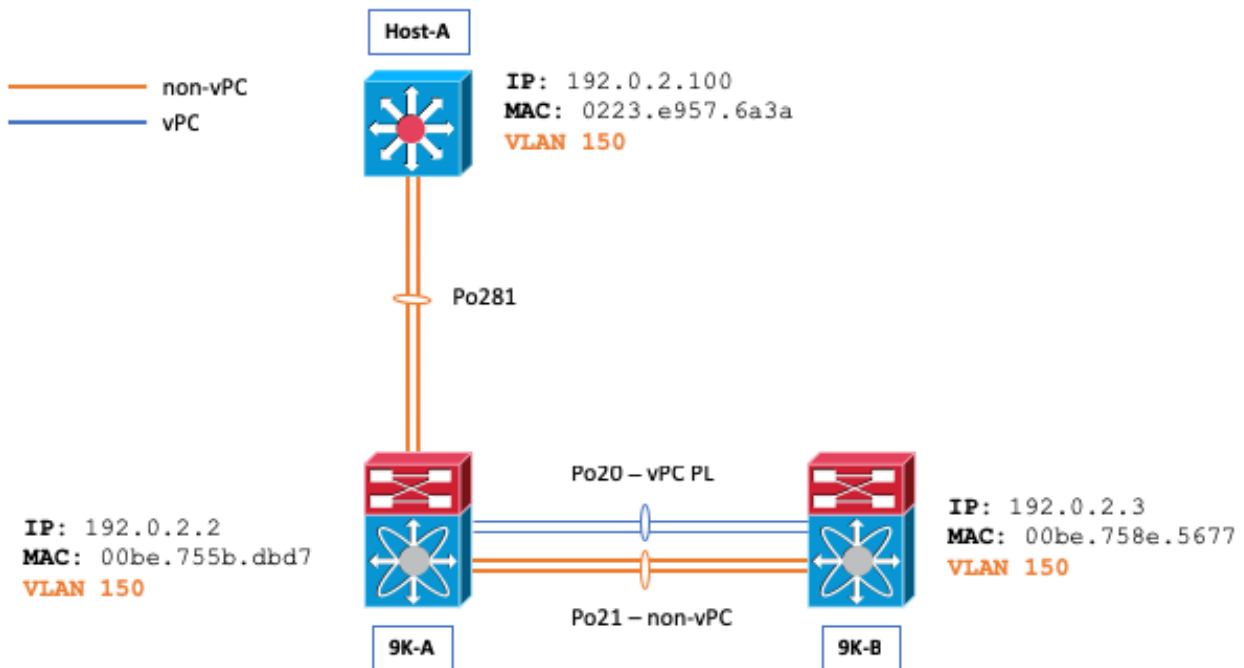 Host-A
non-vPC
vPC
IP: 192.0.2.100
MAC: 0223.e957.6a3a
VLAN 150
Po281
Po20 – vPC PL
IP: 192.0.2.2
MAC: 00be.755b.dbd7
VLAN 150
IP: 192.0.2.3
MAC: 00be.758e.5677
VLAN 150
Po21 – non-vPC
9K-A
9K-B